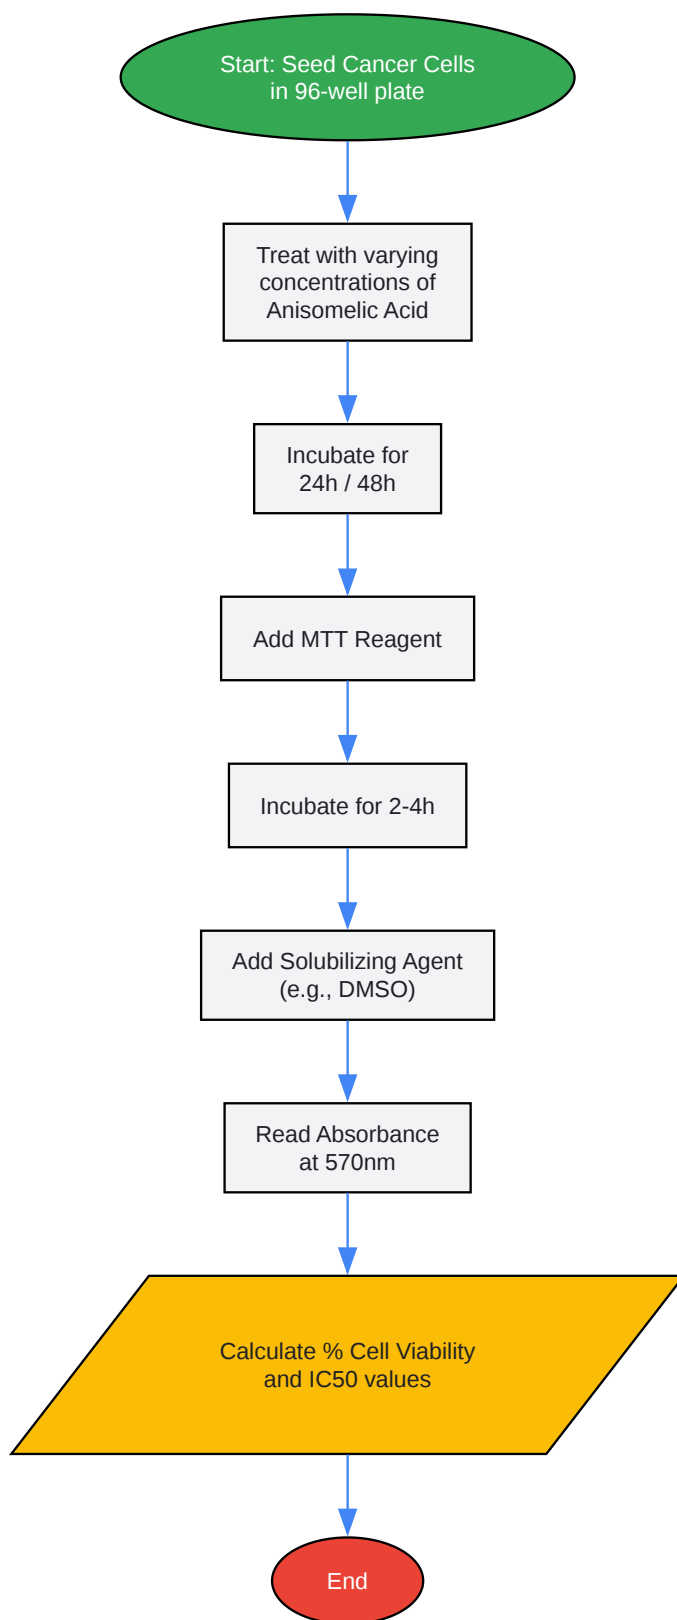 Start: Seed Cancer Cells
in 96-well plate
Treat with varying
concentrations of
Anisomelic Acid
Incubate for
24h / 48h
Add MTT Reagent
Incubate for 2-4h
Add Solubilizing Agent
(e.g., DMSO)
Read Absorbance
at 570nm
Calculate % Cell Viability
and IC50 values
End